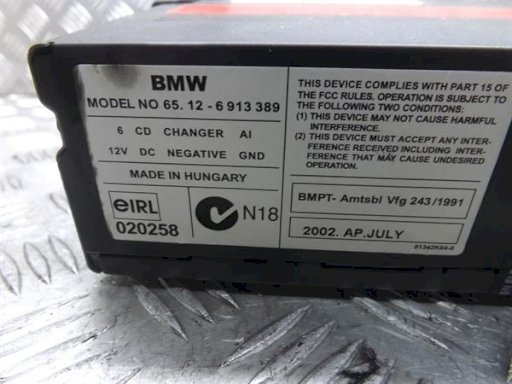 BMW
MODEL NO 65. 12 - 6 913 389
6 CD CHANGER AI
12V DC NEGATIVE GND
MADE IN HUNGARY
eIRL
020258
N18
THIS DEVICE COMPLIES WITH PART 15 OF
THE FCC RULES. OPERATION IS SUBJECT TO
THE FOLLOWING TWO CONDITIONS:
(1) THIS DEVICE MAY NOT CAUSE HARMFUL
INTERFERENCE.
(2) THIS DEVICE MUST ACCEPT ANY INTER-
FERENCE RECEIVED INCLUDING INTER-
FERENCE THAT MAY CAUSE UNDESIRED
OPERATION.
BMPT- Amtsbl Vfg 243/1991
2002. AP.JULY